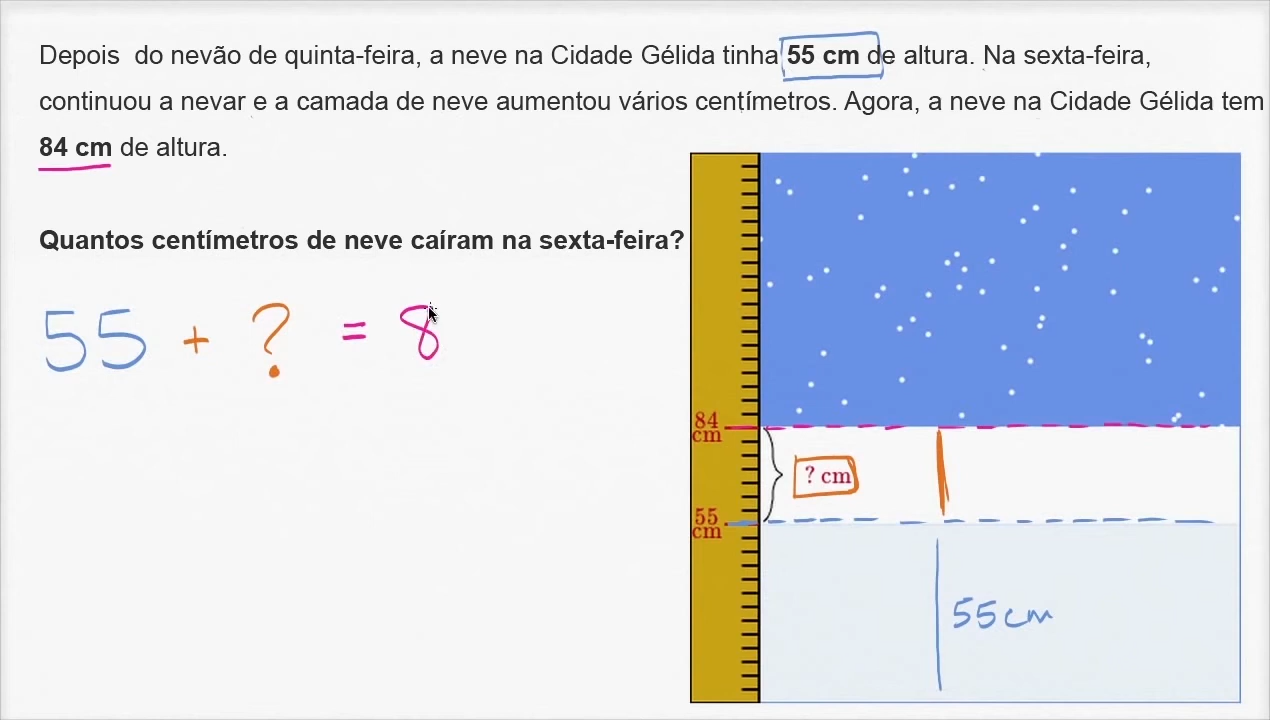 Depois do nevão de quinta-feira, a neve na Cidade Gélida tinha 55 cm de altura. Na sexta-feira,
continuou a nevar e a camada de neve aumentou vários centímetros. Agora, a neve na Cidade Gélida tem
84 cm de altura.
Quantos centímetros de neve caíram na sexta-feira?
55 + ? = 8
84
cm
? cm
55
cm
55 cm